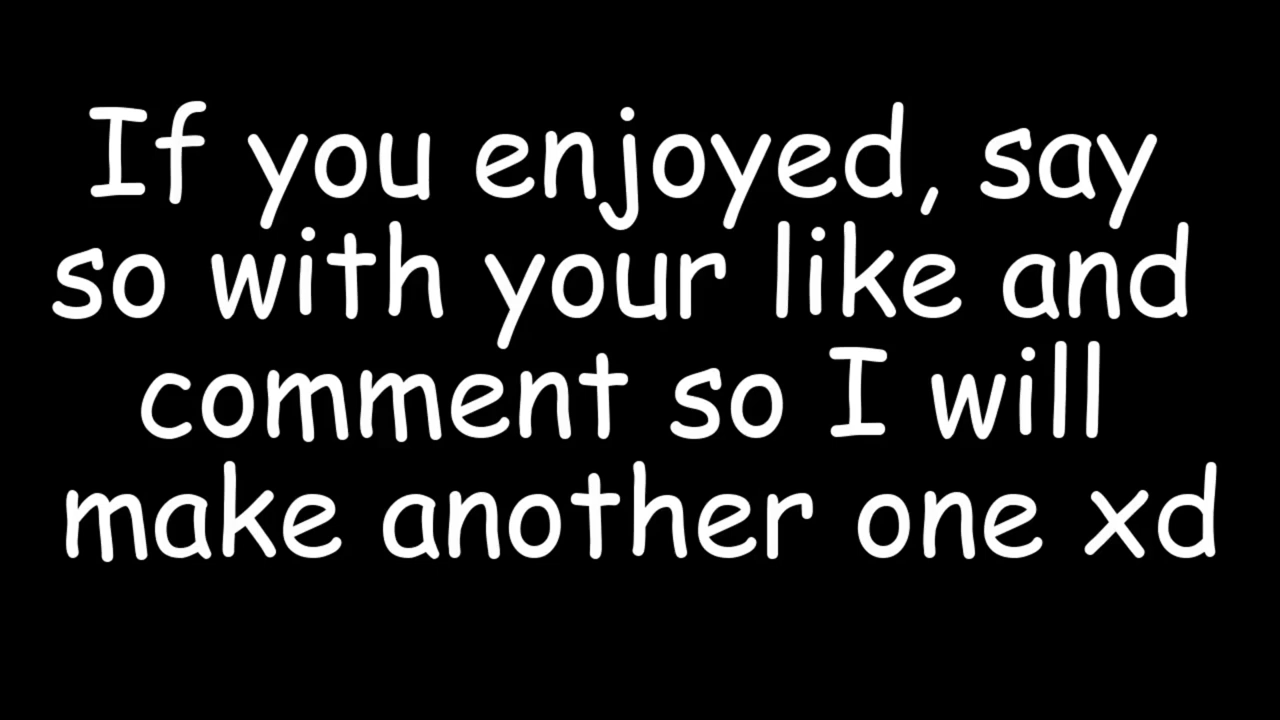 If you enjoyed, say
so with your like and
comment so I will
make another one xd